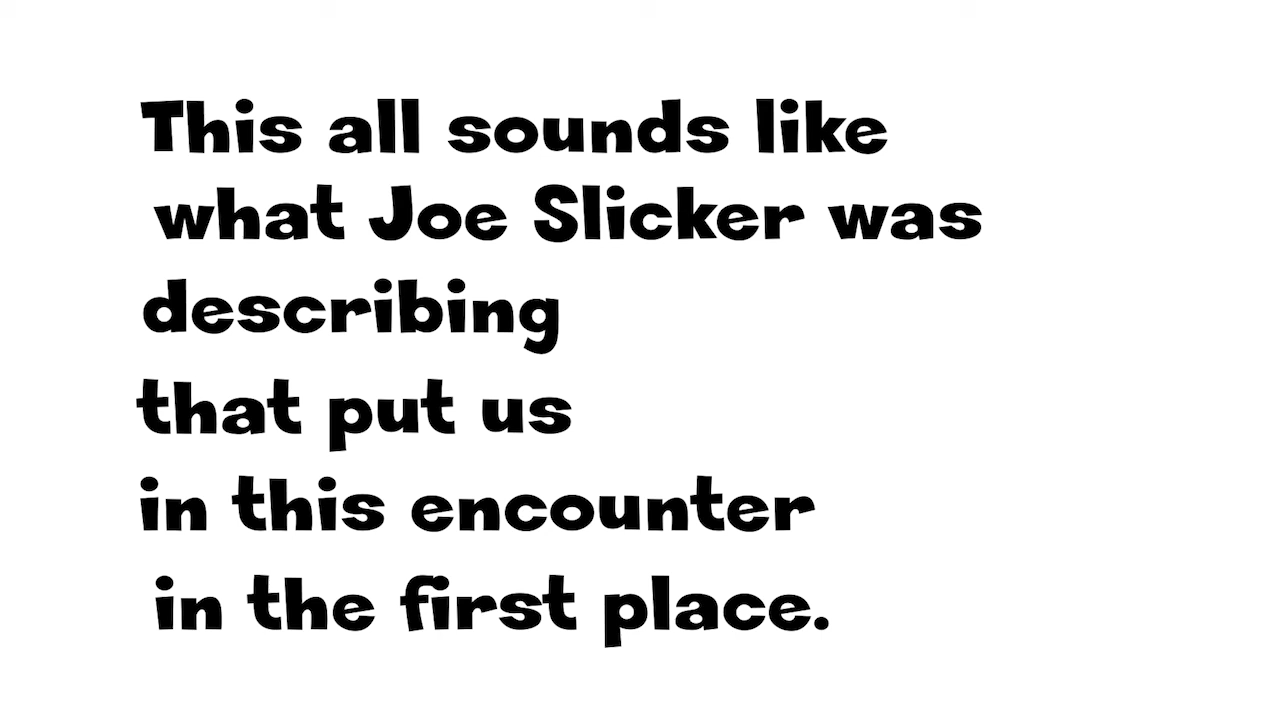 This all sounds like
what Joe Slicker was
describing
that put us
in this encounter
in the first place.